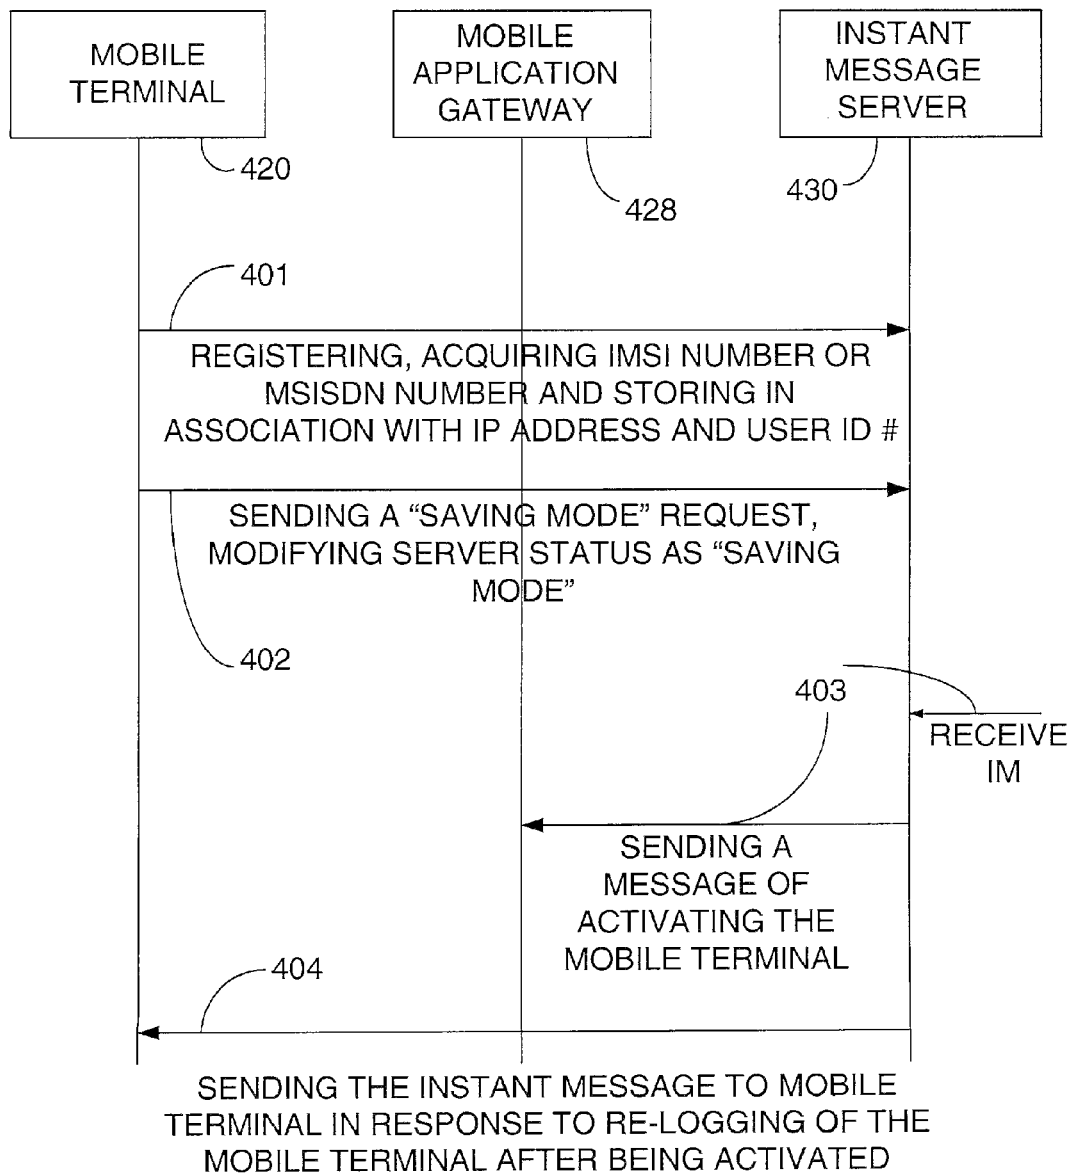 MOBILE
TERMINAL
MOBILE
APPLICATION
GATEWAY
INSTANT
MESSAGE
SERVER
420
428
430
401
REGISTERING, ACQUIRING IMSI NUMBER OR
MSISDN NUMBER AND STORING IN
ASSOCIATION WITH IP ADDRESS AND USER ID #
SENDING A “SAVING MODE” REQUEST,
MODIFYING SERVER STATUS AS “SAVING
MODE”
402
403
RECEIVE
IM
SENDING A
MESSAGE OF
ACTIVATING THE
MOBILE TERMINAL
404
SENDING THE INSTANT MESSAGE TO MOBILE
TERMINAL IN RESPONSE TO RE-LOGGING OF THE
MOBILE TERMINAL AFTER BEING ACTIVATED